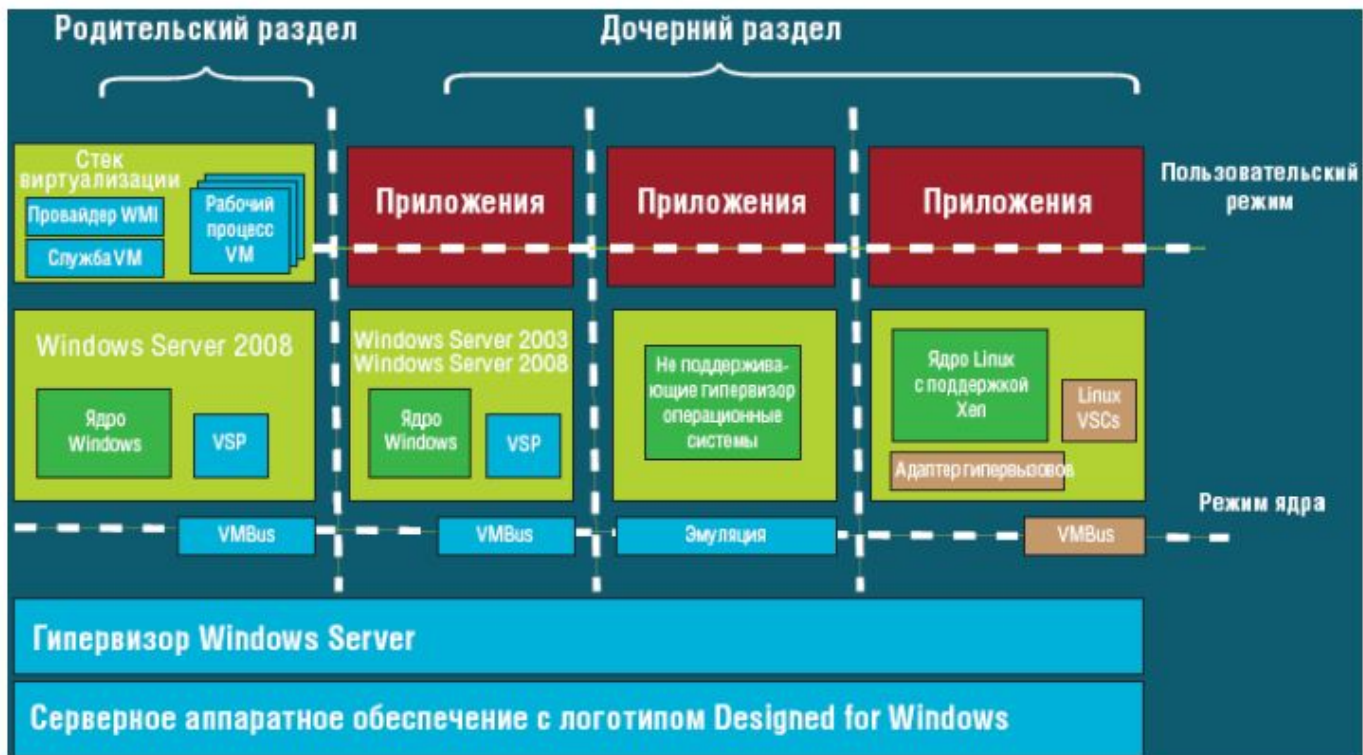 Родительский раздел
Дочерний раздел
Стек
виртуализации
Провайдер WMI
Служба VM
Рабочий
процесс
VM
Приложения
Приложения
Приложения
Пользовательский
режим
Windows Server 2008
Ядро
Windows
VSP
Windows Server 2003
Windows Server 2008
Ядро
Windows
VSP
Не поддержива-
ющие гипервизор
операционные
системы
Ядро Linux
с поддержкой
Xen
Linux
VSCs
Адаптер гипервызовов
Режим ядра
VMBus
VMBus
Эмуляция
VMBus
Гипервизор Windows Server
Серверное аппаратное обеспечение с логотипом Designed for Windows